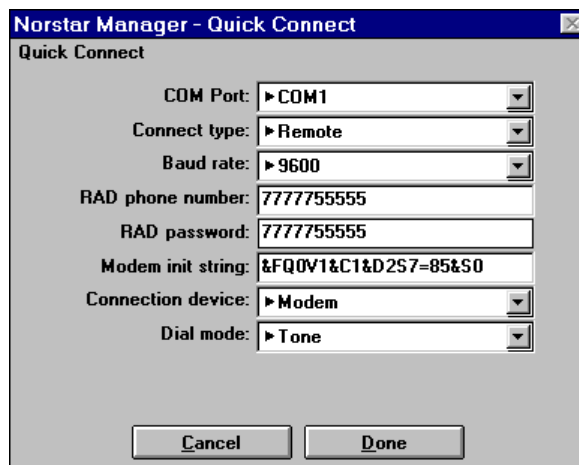 Norstar Manager - Quick Connect
Quick Connect
COM Port: COM1
Connect type: Remote
Baud rate: 9600
RAD phone number: 7777755555
RAD password: 7777755555
Modem init string: &FQ0V1&C1&D2S7=85&S0
Connection device: Modem
Dial mode: Tone
Cancel Done